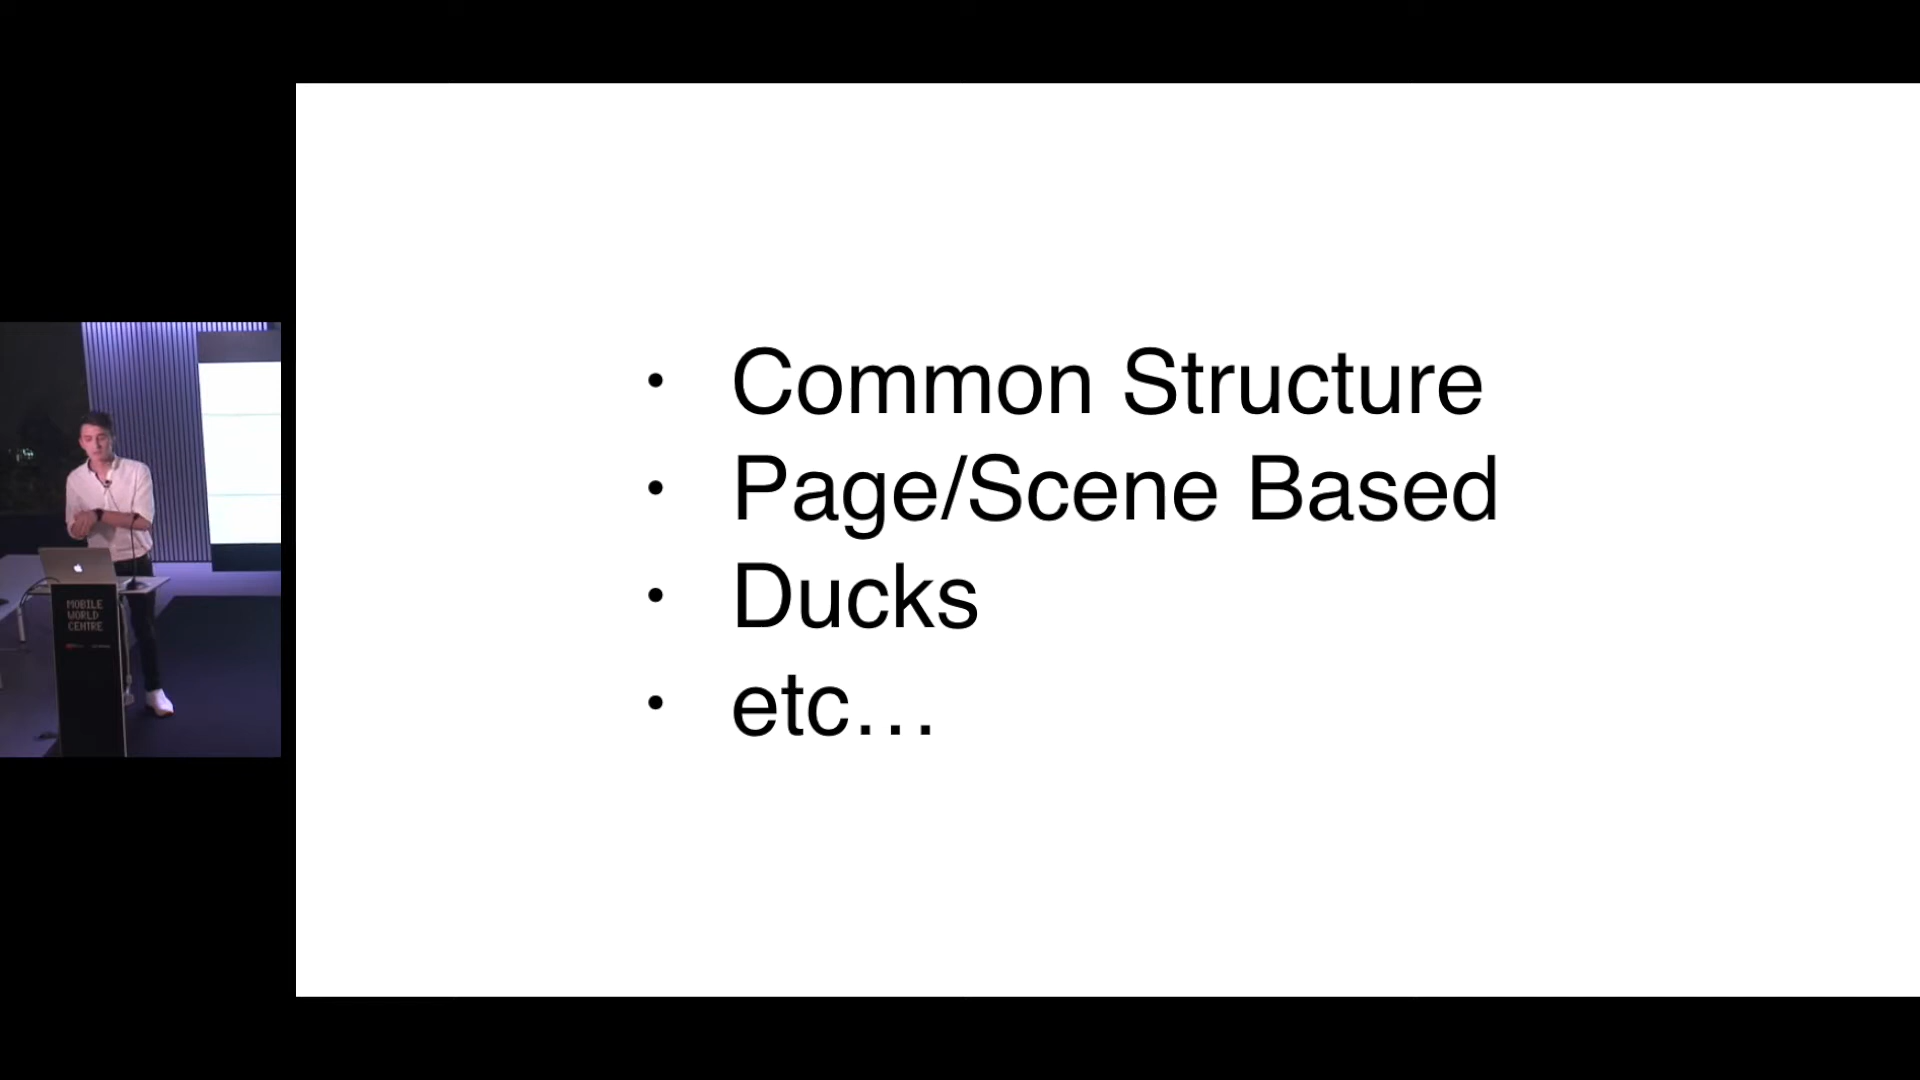 • Common Structure
• Page/Scene Based
• Ducks
• etc...
MOBILE
WORLD
CENTRE